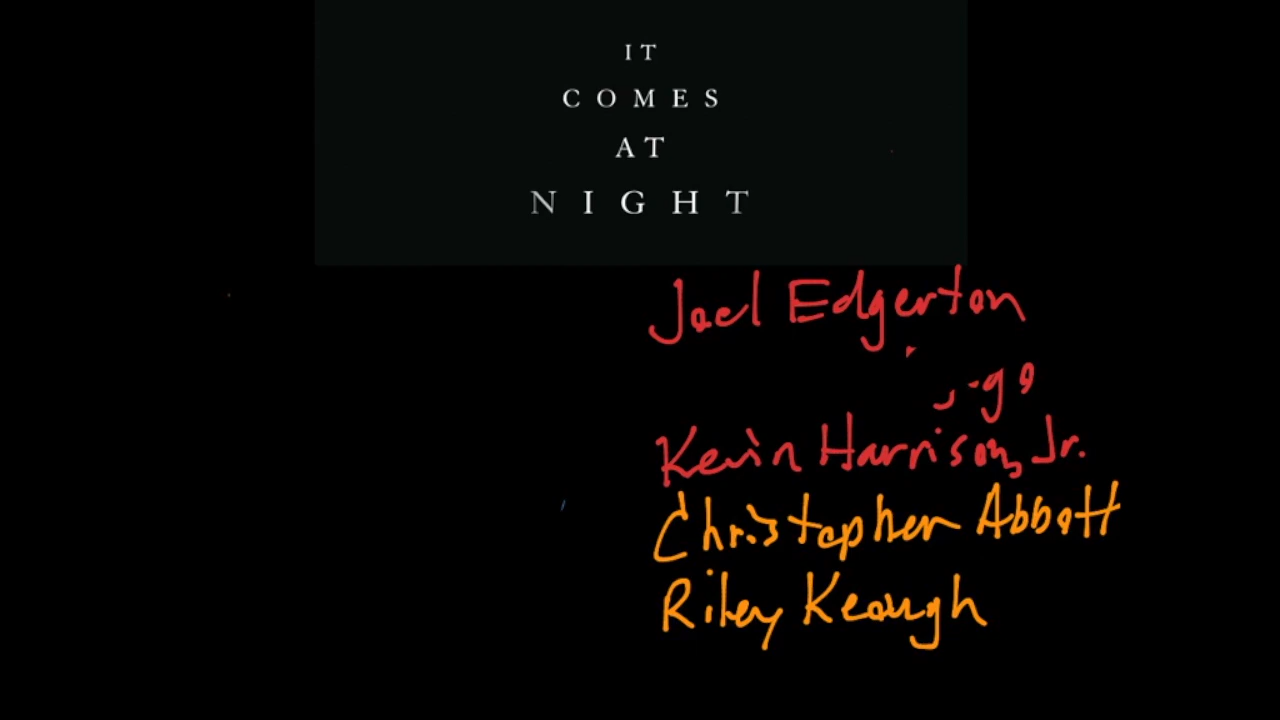 IT
COMES
AT
NIGHT
Joel Edgerton
Kevin Harrison, Jr.
Christopher Abbott
Riley Keough